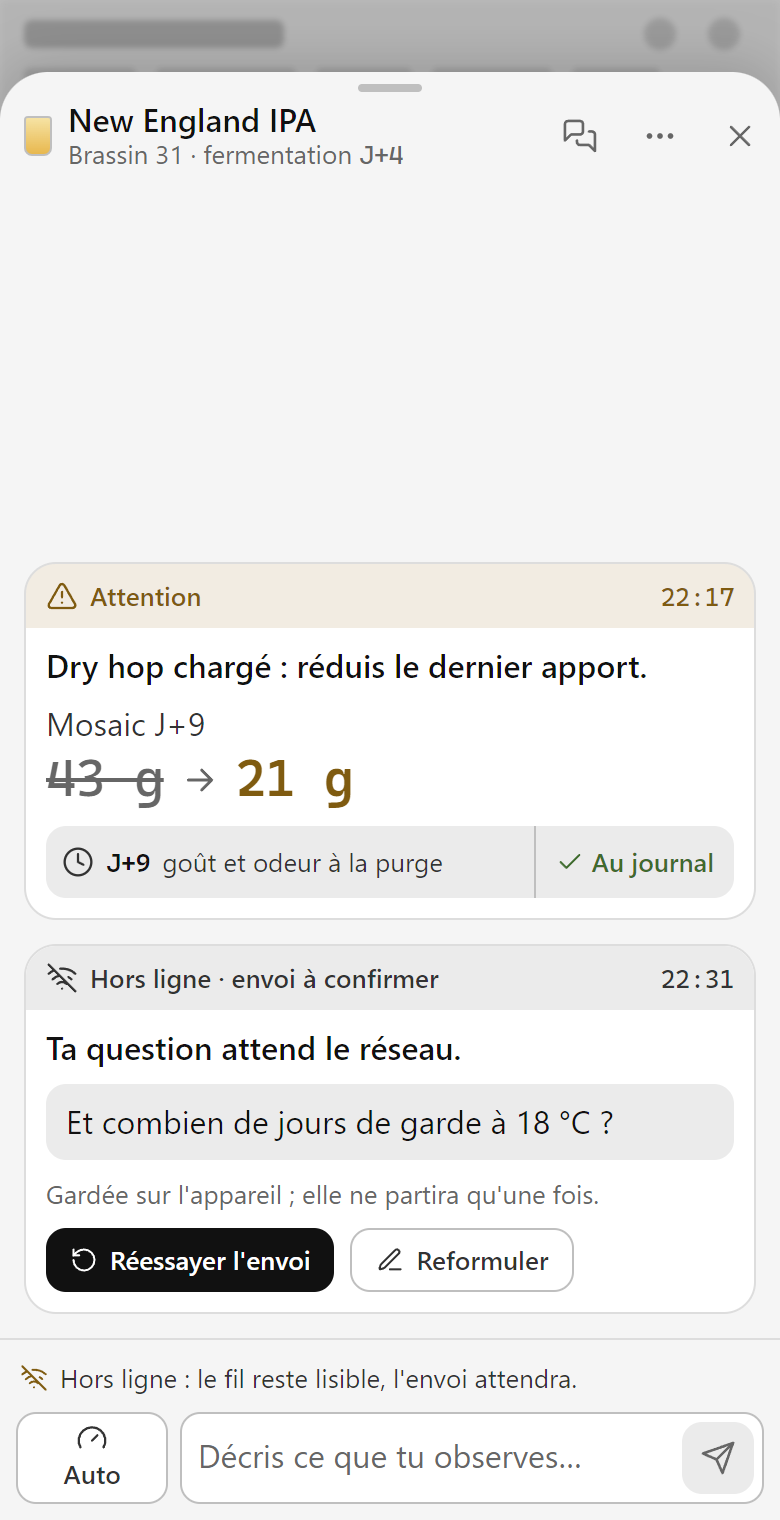 New England IPA
Brassin 31 · fermentation J+4
Attention
22:17
Dry hop chargé : réduis le dernier apport.
Mosaic J+9
43 g → 21 g
J+9 goût et odeur à la purge
Au journal
Hors ligne · envoi à confirmer
22:31
Ta question attend le réseau.
Et combien de jours de garde à 18 °C ?
Gardée sur l'appareil ; elle ne partira qu'une fois.
Réessayer l'envoi
Reformuler
Hors ligne : le fil reste lisible, l'envoi attendra.
Auto
Décris ce que tu observes...